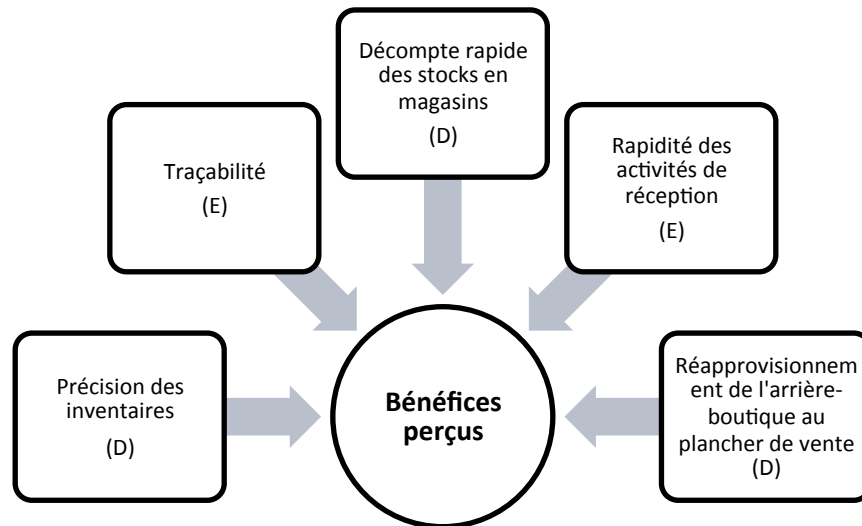 Décompte rapide
des stocks en
magasins
(D)
Traçabilité
(E)
Rapidité des
activités de
réception
(E)
Précision des
inventaires
(D)
Bénéfices
perçus
Réapprovisionnem
ent de l'arrière-
boutique au
plancher de vente
(D)